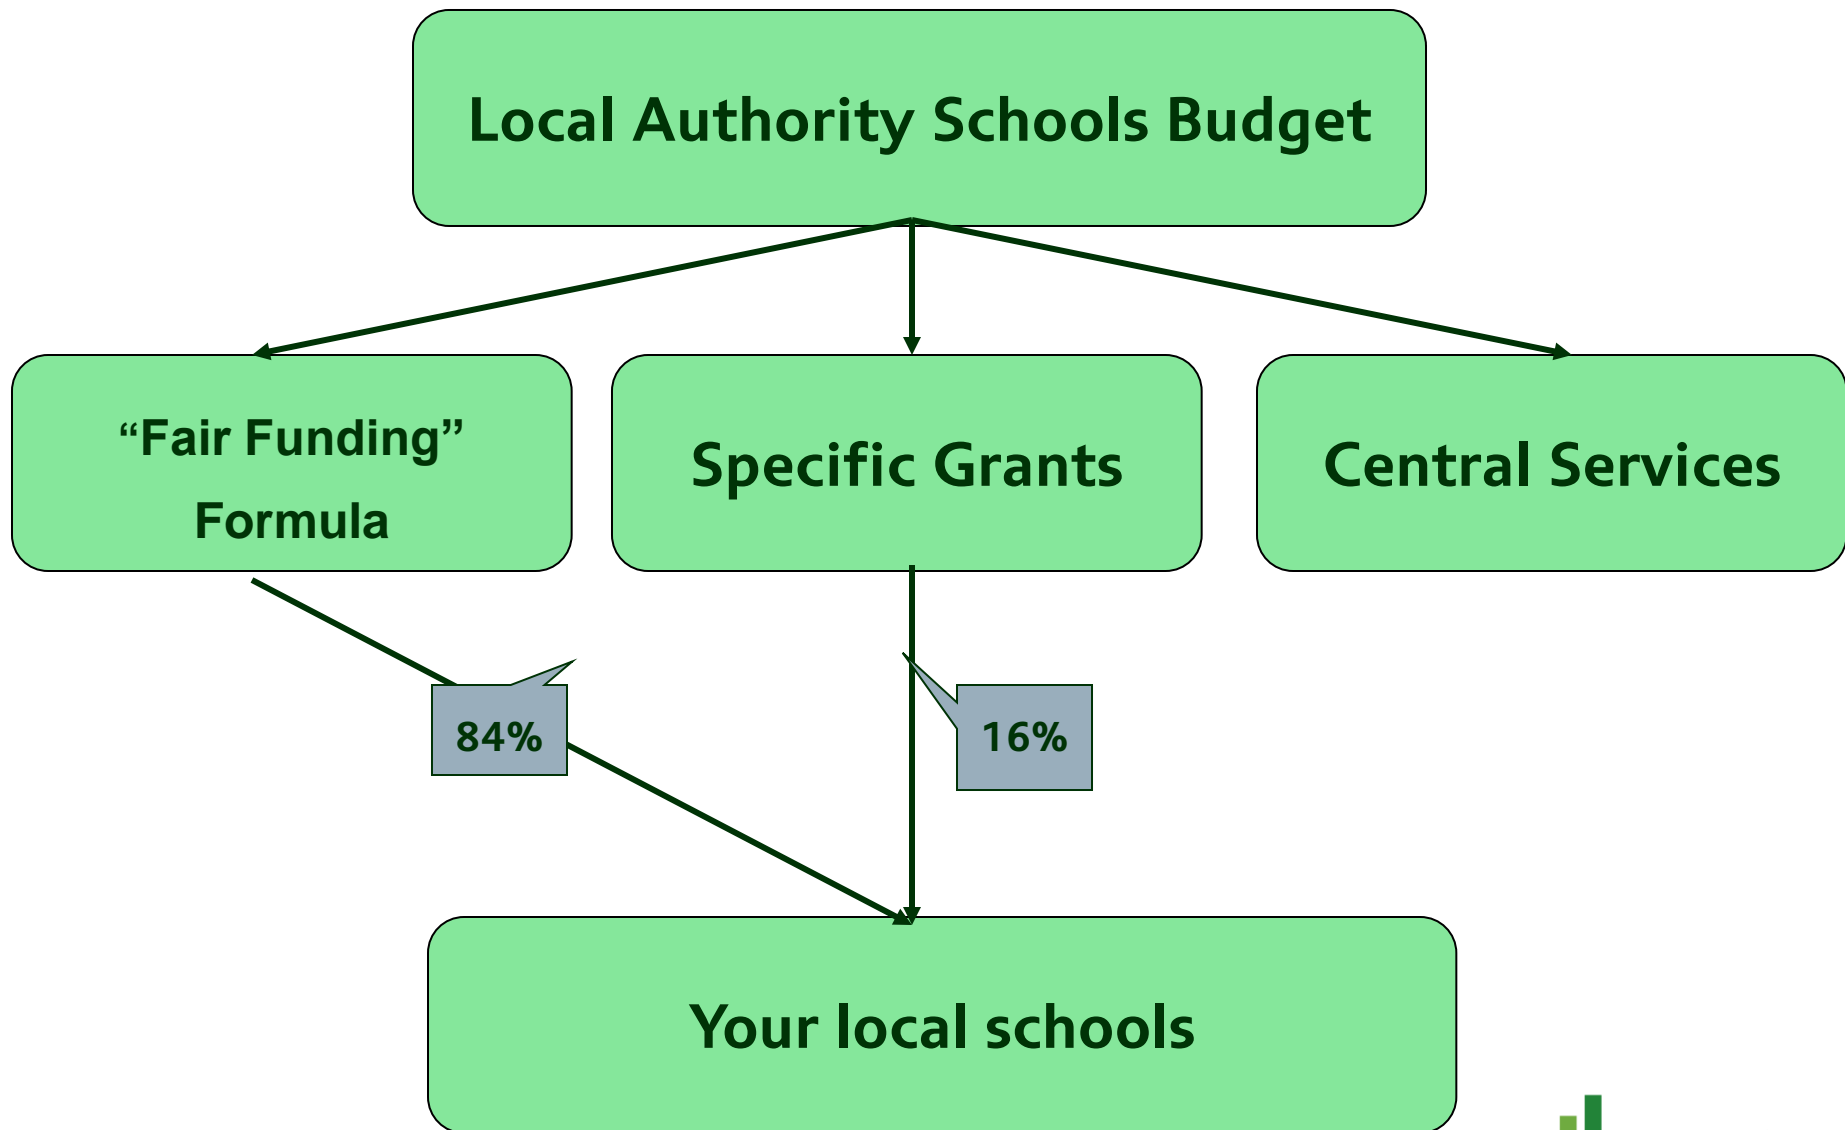 Local Authority Schools Budget
“Fair Funding”
Formula
Specific Grants
Central Services
84%
16%
Your local schools